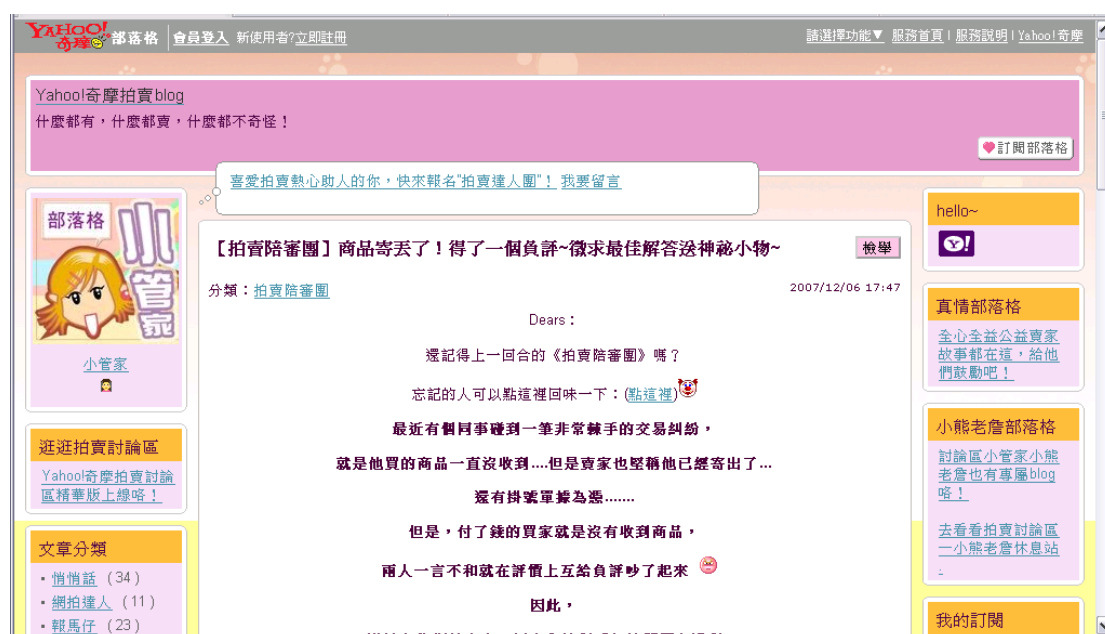 YAHOO! 奇摩 部落格 會員登入 新使用者?立即註冊
請選擇功能▼ 服務首頁 | 服務說明 | Yahoo!奇摩
Yahoo!奇摩拍賣blog
什麼都有，什麼都賣，什麼都不奇怪！
訂閱部落格
喜愛拍賣熱心助人的你，快來報名"拍賣達人團"！ 我要留言
部落格 小管家
小管家
逛逛拍賣討論區
Yahoo!奇摩拍賣討論
區精華版上線咯！
文章分類
悄悄話 (34)
網拍達人 (11)
報馬仔 (23)
【拍賣陪審團】商品寄丟了！得了一個負評~徵求最佳解答送神祕小物~
檢舉
分類：拍賣陪審團
2007/12/06 17:47
Dears：
還記得上一回合的《拍賣陪審團》嗎？
忘記的人可以點這裡回味一下：(點這裡)
最近有個同事碰到一筆非常棘手的交易糾紛，
就是他買的商品一直沒收到....但是賣家也堅稱他已經寄出了...
還有掛號單據為憑.......
但是，付了錢的買家就是沒有收到商品，
兩人一言不和就在評價上互給負評吵了起來
因此，
hello~
Y!
真情部落格
全心全益公益賣家
故事都在這，給他
們鼓勵吧！
小熊老詹部落格
討論區小管家小熊
老詹也有專屬blog
咯！
去看看拍賣討論區
一小熊老詹休息站
.
我的訂閱